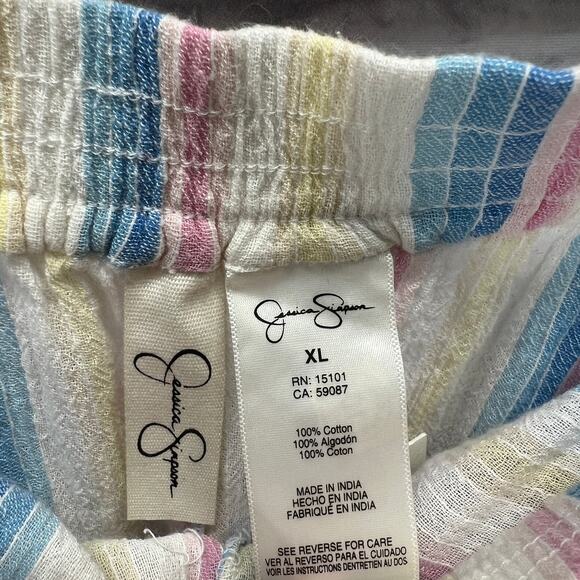 Jessica
Simpson
Jessica Simpson
XL
RN: 15101
CA: 59087
100% Cotton
100% Algodón
100% Coton
MADE IN INDIA
HECHO EN INDIA
FABRIQUÉ EN INDIA
SEE REVERSE FOR CARE
VER AL REVERSO PARA EL CUIDADO
VOIR LES INSTRUCTIONS D'ENTRETIEN AU DOS